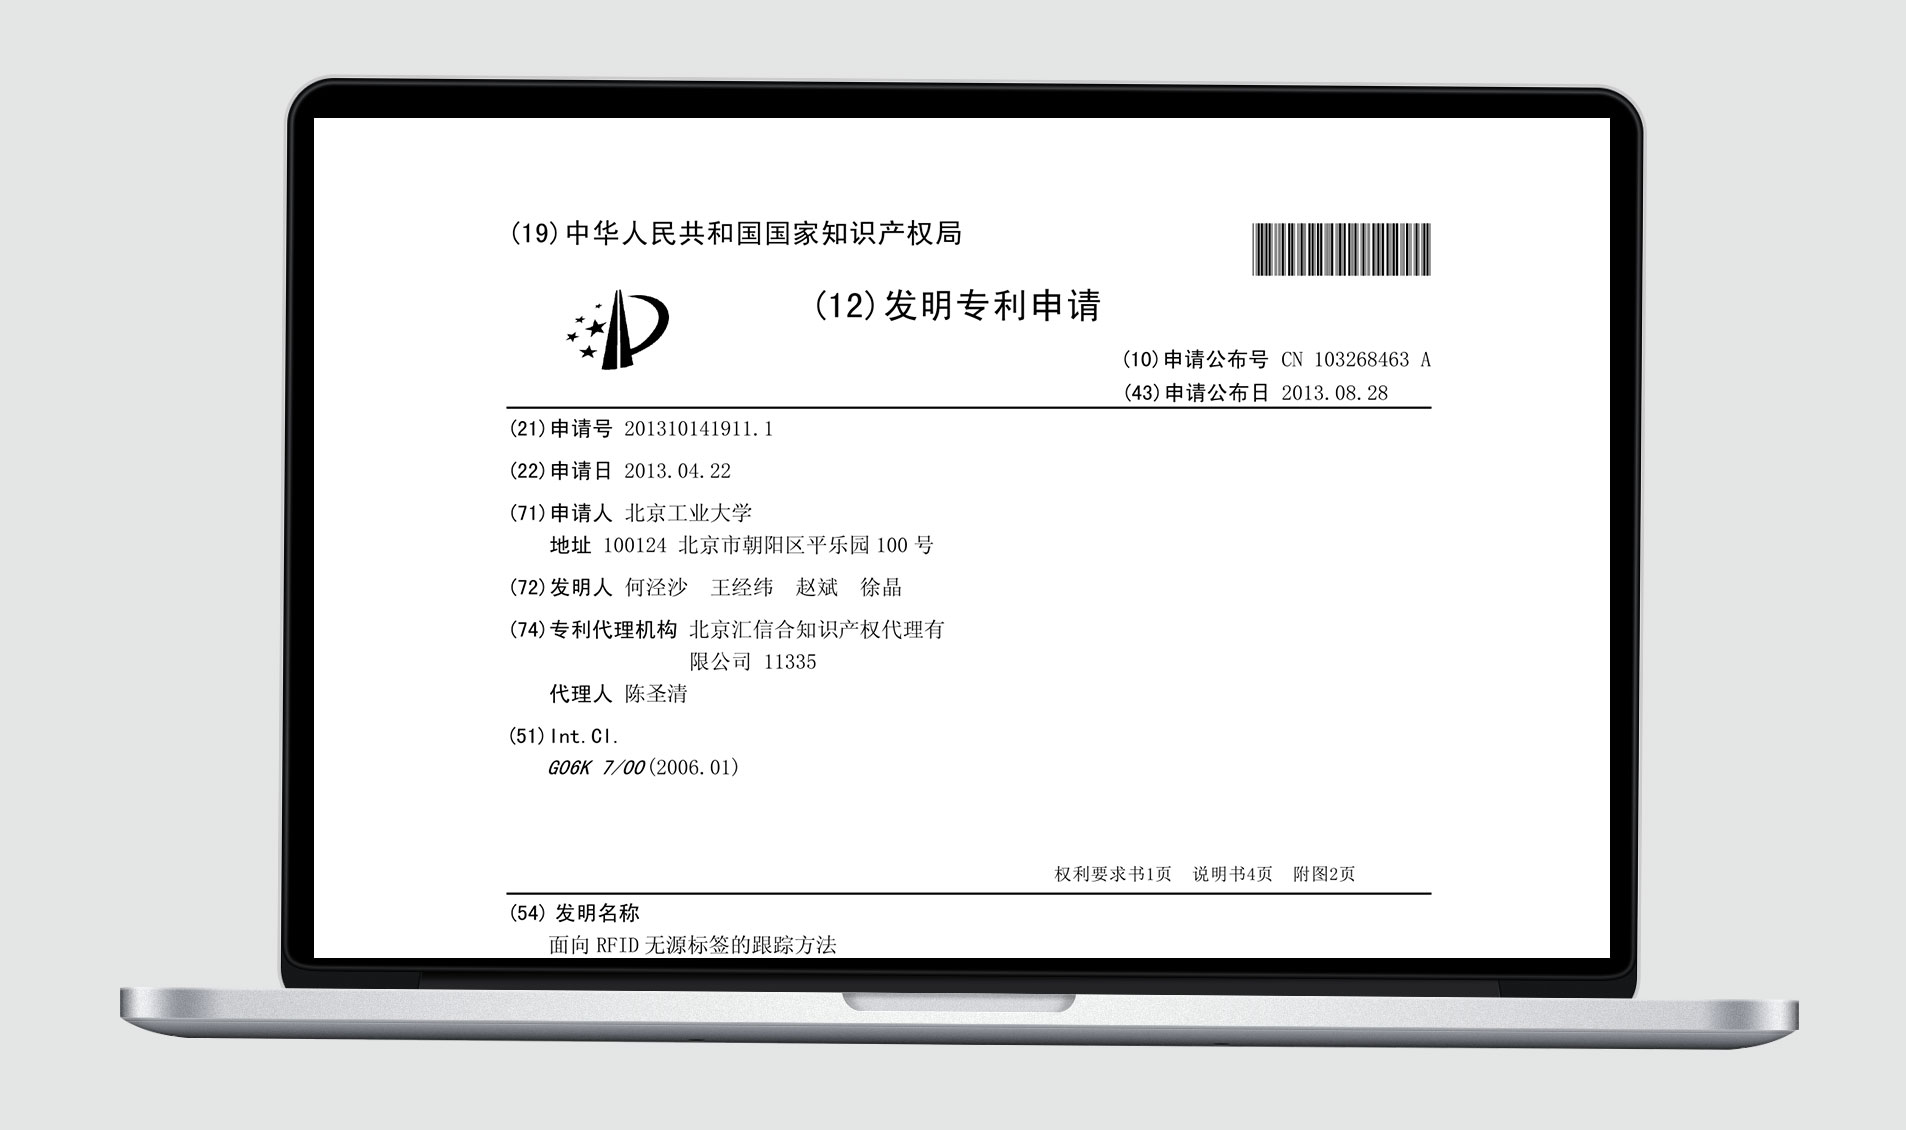 (19)中华人民共和国国家知识产权局
(12)发明专利申请
(10)申请公布号 CN 103268463 A
(43)申请公布日 2013.08.28
(21)申请号 201310141911.1
(22)申请日 2013.04.22
(71)申请人 北京工业大学
地址 100124 北京市朝阳区平乐园 100 号
(72)发明人 何泾沙 王经纬 赵斌 徐晶
(74)专利代理机构 北京汇信合知识产权代理有
限公司 11335
代理人 陈圣清
(51)Int.Cl.
G06K 7/00(2006.01)
权利要求书1页 说明书4页 附图2页
(54) 发明名称
面向 RFID 无源标签的跟踪方法